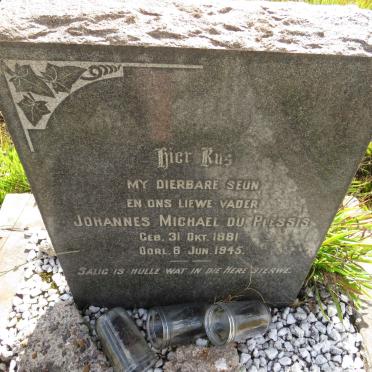 Hier Rus
MY DIERBARE SEUN
EN ONS LIEWE VADER
JOHANNES MICHAEL DU PLESSIS
GEB. 31 OKT. 1881
OORL. 6 JUN. 1945.
SALIG IS HULLE WAT IN DIE HERE STERWE.